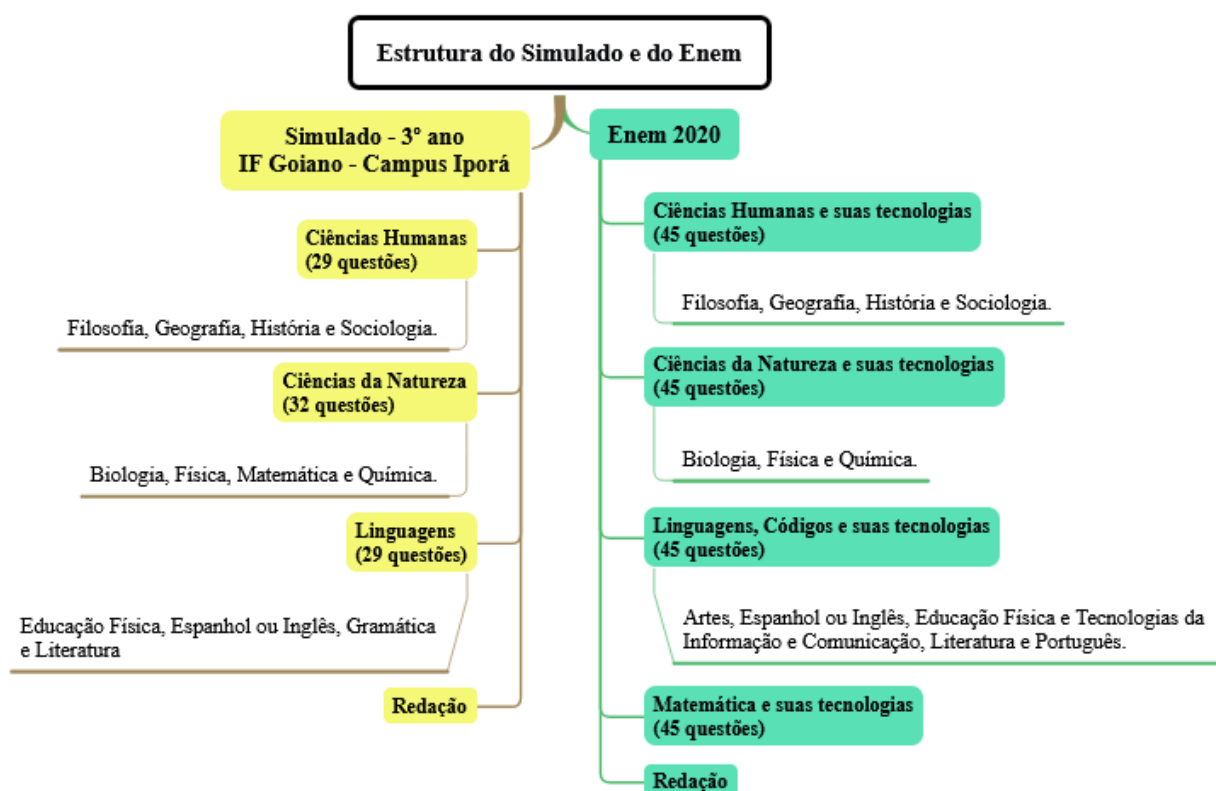 Estrutura do Simulado e do Enem
Simulado - 3º ano
IF Goiano - Campus Iporá
Ciências Humanas
(29 questões)
Filosofia, Geografia, História e Sociologia.
Ciências da Natureza
(32 questões)
Biologia, Física, Matemática e Química.
Linguagens
(29 questões)
Educação Física, Espanhol ou Inglês, Gramática
e Literatura
Redação
Enem 2020
Ciências Humanas e suas tecnologias
(45 questões)
Filosofia, Geografia, História e Sociologia.
Ciências da Natureza e suas tecnologias
(45 questões)
Biologia, Física e Química.
Linguagens, Códigos e suas tecnologias
(45 questões)
Artes, Espanhol ou Inglês, Educação Física e Tecnologias da
Informação e Comunicação, Literatura e Português.
Matemática e suas tecnologias
(45 questões)
Redação